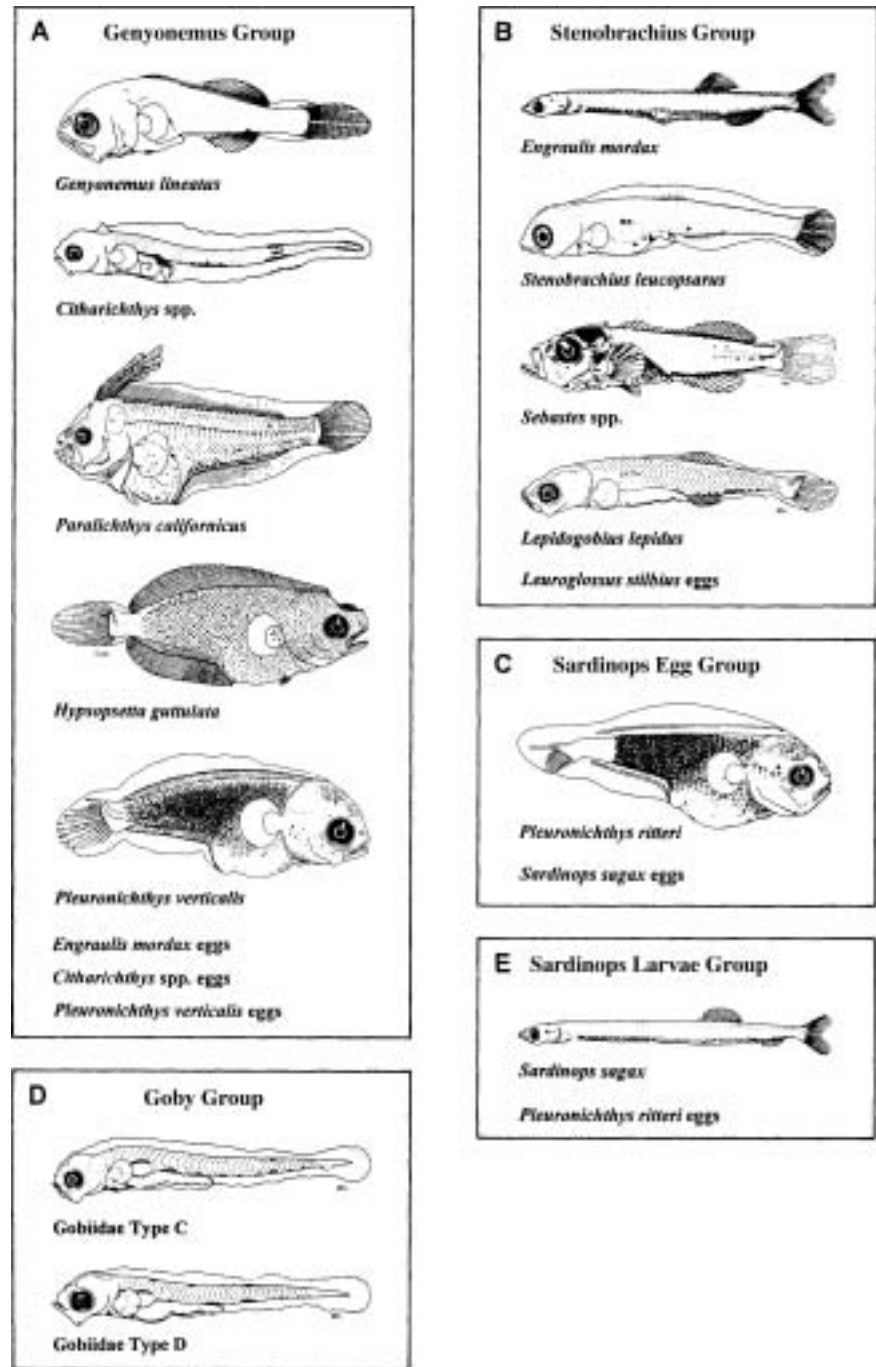 A Genyonemus Group
Genyonemus lineatus
Citharichthys spp.
Paralichthys californicus
Hypsopsetta guttulata
Pleuronichthys verticalis
Engraulis mordax eggs
Citharichthys spp. eggs
Pleuronichthys verticalis eggs
B Stenobrachius Group
Engraulis mordax
Stenobrachius leucopsarus
Sebastes spp.
Lepidogobius lepidus
Leuroglossus stilbius eggs
C Sardinops Egg Group
Pleuronichthys ritteri
Sardinops sagax eggs
D Goby Group
Gobiidae Type C
Gobiidae Type D
E Sardinops Larvae Group
Sardinops sagax
Pleuronichthys ritteri eggs